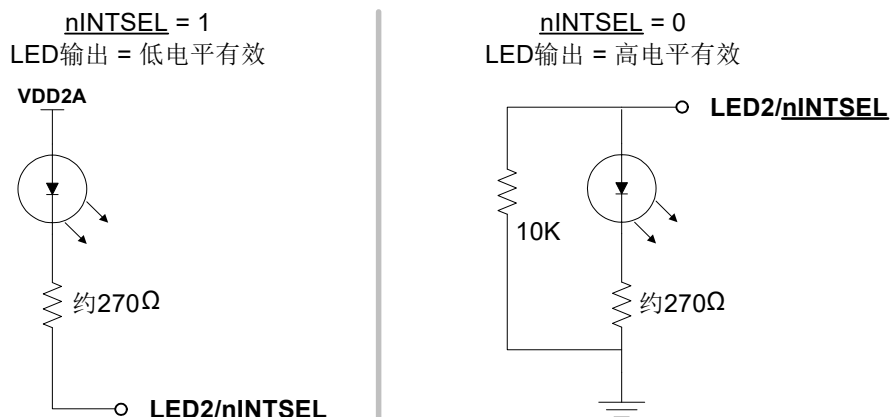 nINTSEL = 1
LED输出 = 低电平有效
VDD2A
约270Ω
LED2/nINTSEL
nINTSEL = 0
LED输出 = 高电平有效
LED2/nINTSEL
10K
约270Ω